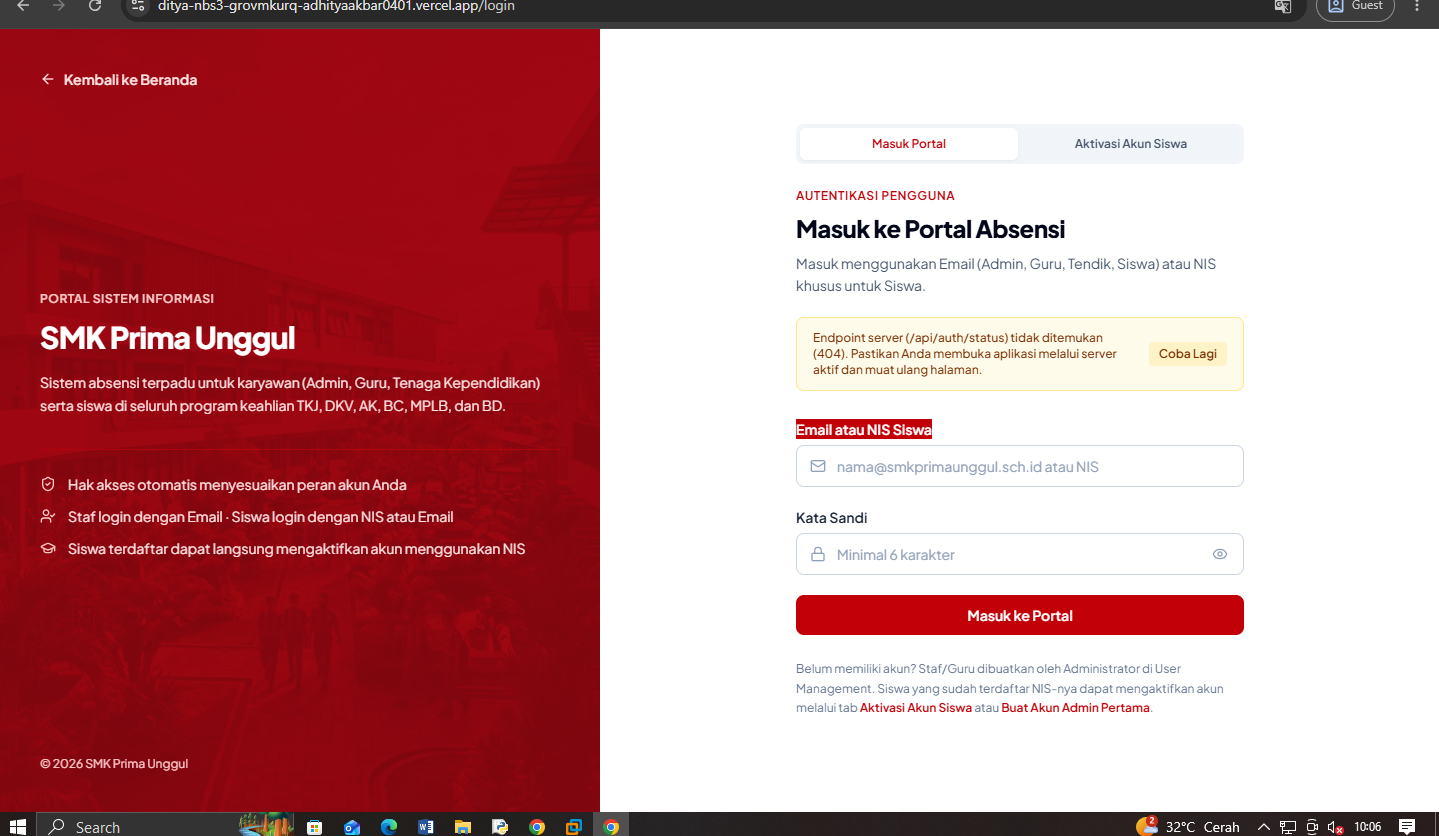 ditya-nbs3-grovmkurq-adhityaakbar0401.vercel.app/login
Guest
Kembali ke Beranda
PORTAL SISTEM INFORMASI
SMK Prima Unggul
Sistem absensi terpadu untuk karyawan (Admin, Guru, Tenaga Kependidikan)
serta siswa di seluruh program keahlian TKJ, DKV, AK, BC, MPLB, dan BD.
Hak akses otomatis menyesuaikan peran akun Anda
Staf login dengan Email · Siswa login dengan NIS atau Email
Siswa terdaftar dapat langsung mengaktifkan akun menggunakan NIS
© 2026 SMK Prima Unggul
Masuk Portal
Aktivasi Akun Siswa
AUTENTIKASI PENGGUNA
Masuk ke Portal Absensi
Masuk menggunakan Email (Admin, Guru, Tendik, Siswa) atau NIS
khusus untuk Siswa.
Endpoint server (/api/auth/status) tidak ditemukan
(404). Pastikan Anda membuka aplikasi melalui server
aktif dan muat ulang halaman.
Coba Lagi
Email atau NIS Siswa
nama@smkprimaunggul.sch.id atau NIS
Kata Sandi
Minimal 6 karakter
Masuk ke Portal
Belum memiliki akun? Staf/Guru dibuatkan oleh Administrator di User
Management. Siswa yang sudah terdaftar NIS-nya dapat mengaktifkan akun
melalui tab Aktivasi Akun Siswa atau Buat Akun Admin Pertama.
Search
2
32°C Cerah
10:06